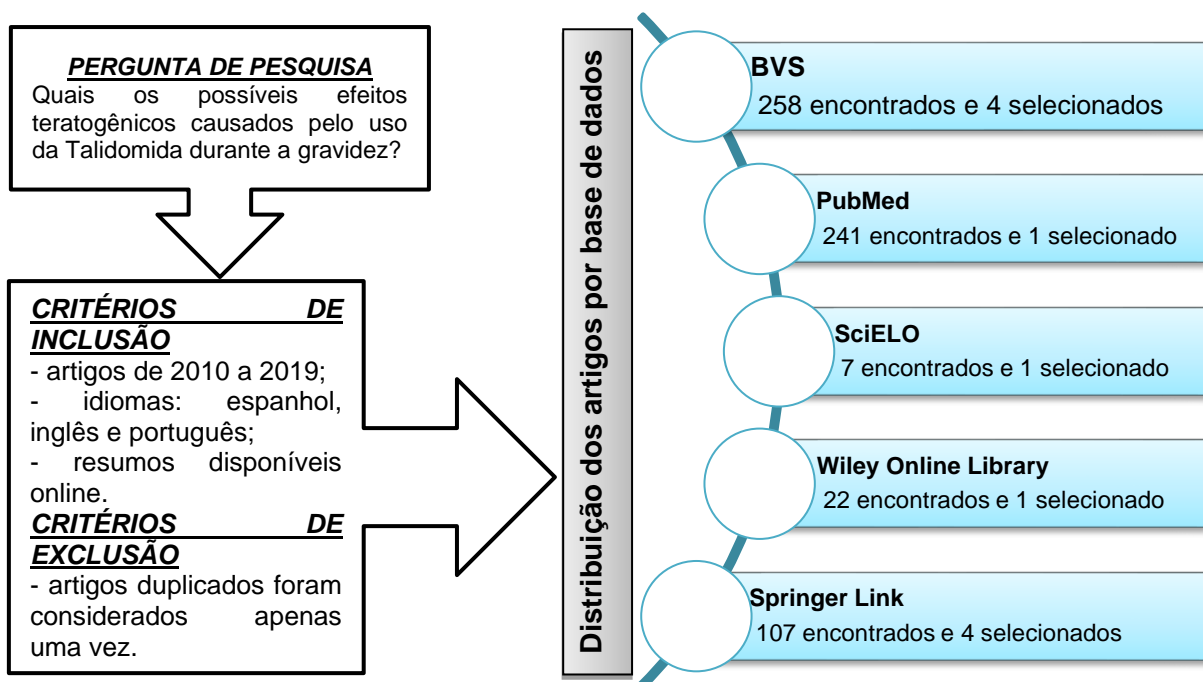 PERGUNTA DE PESQUISA
Quais os possíveis efeitos
teratogênicos causados pelo uso
da Talidomida durante a gravidez?
CRITÉRIOS DE
INCLUSÃO
- artigos de 2010 a 2019;
- idiomas: espanhol,
inglês e português;
- resumos disponíveis
online.
CRITÉRIOS DE
EXCLUSÃO
- artigos duplicados foram
considerados apenas
uma vez.
Distribuição dos artigos por base de dados
BVS
258 encontrados e 4 selecionados
PubMed
241 encontrados e 1 selecionado
SciELO
7 encontrados e 1 selecionado
Wiley Online Library
22 encontrados e 1 selecionado
Springer Link
107 encontrados e 4 selecionados